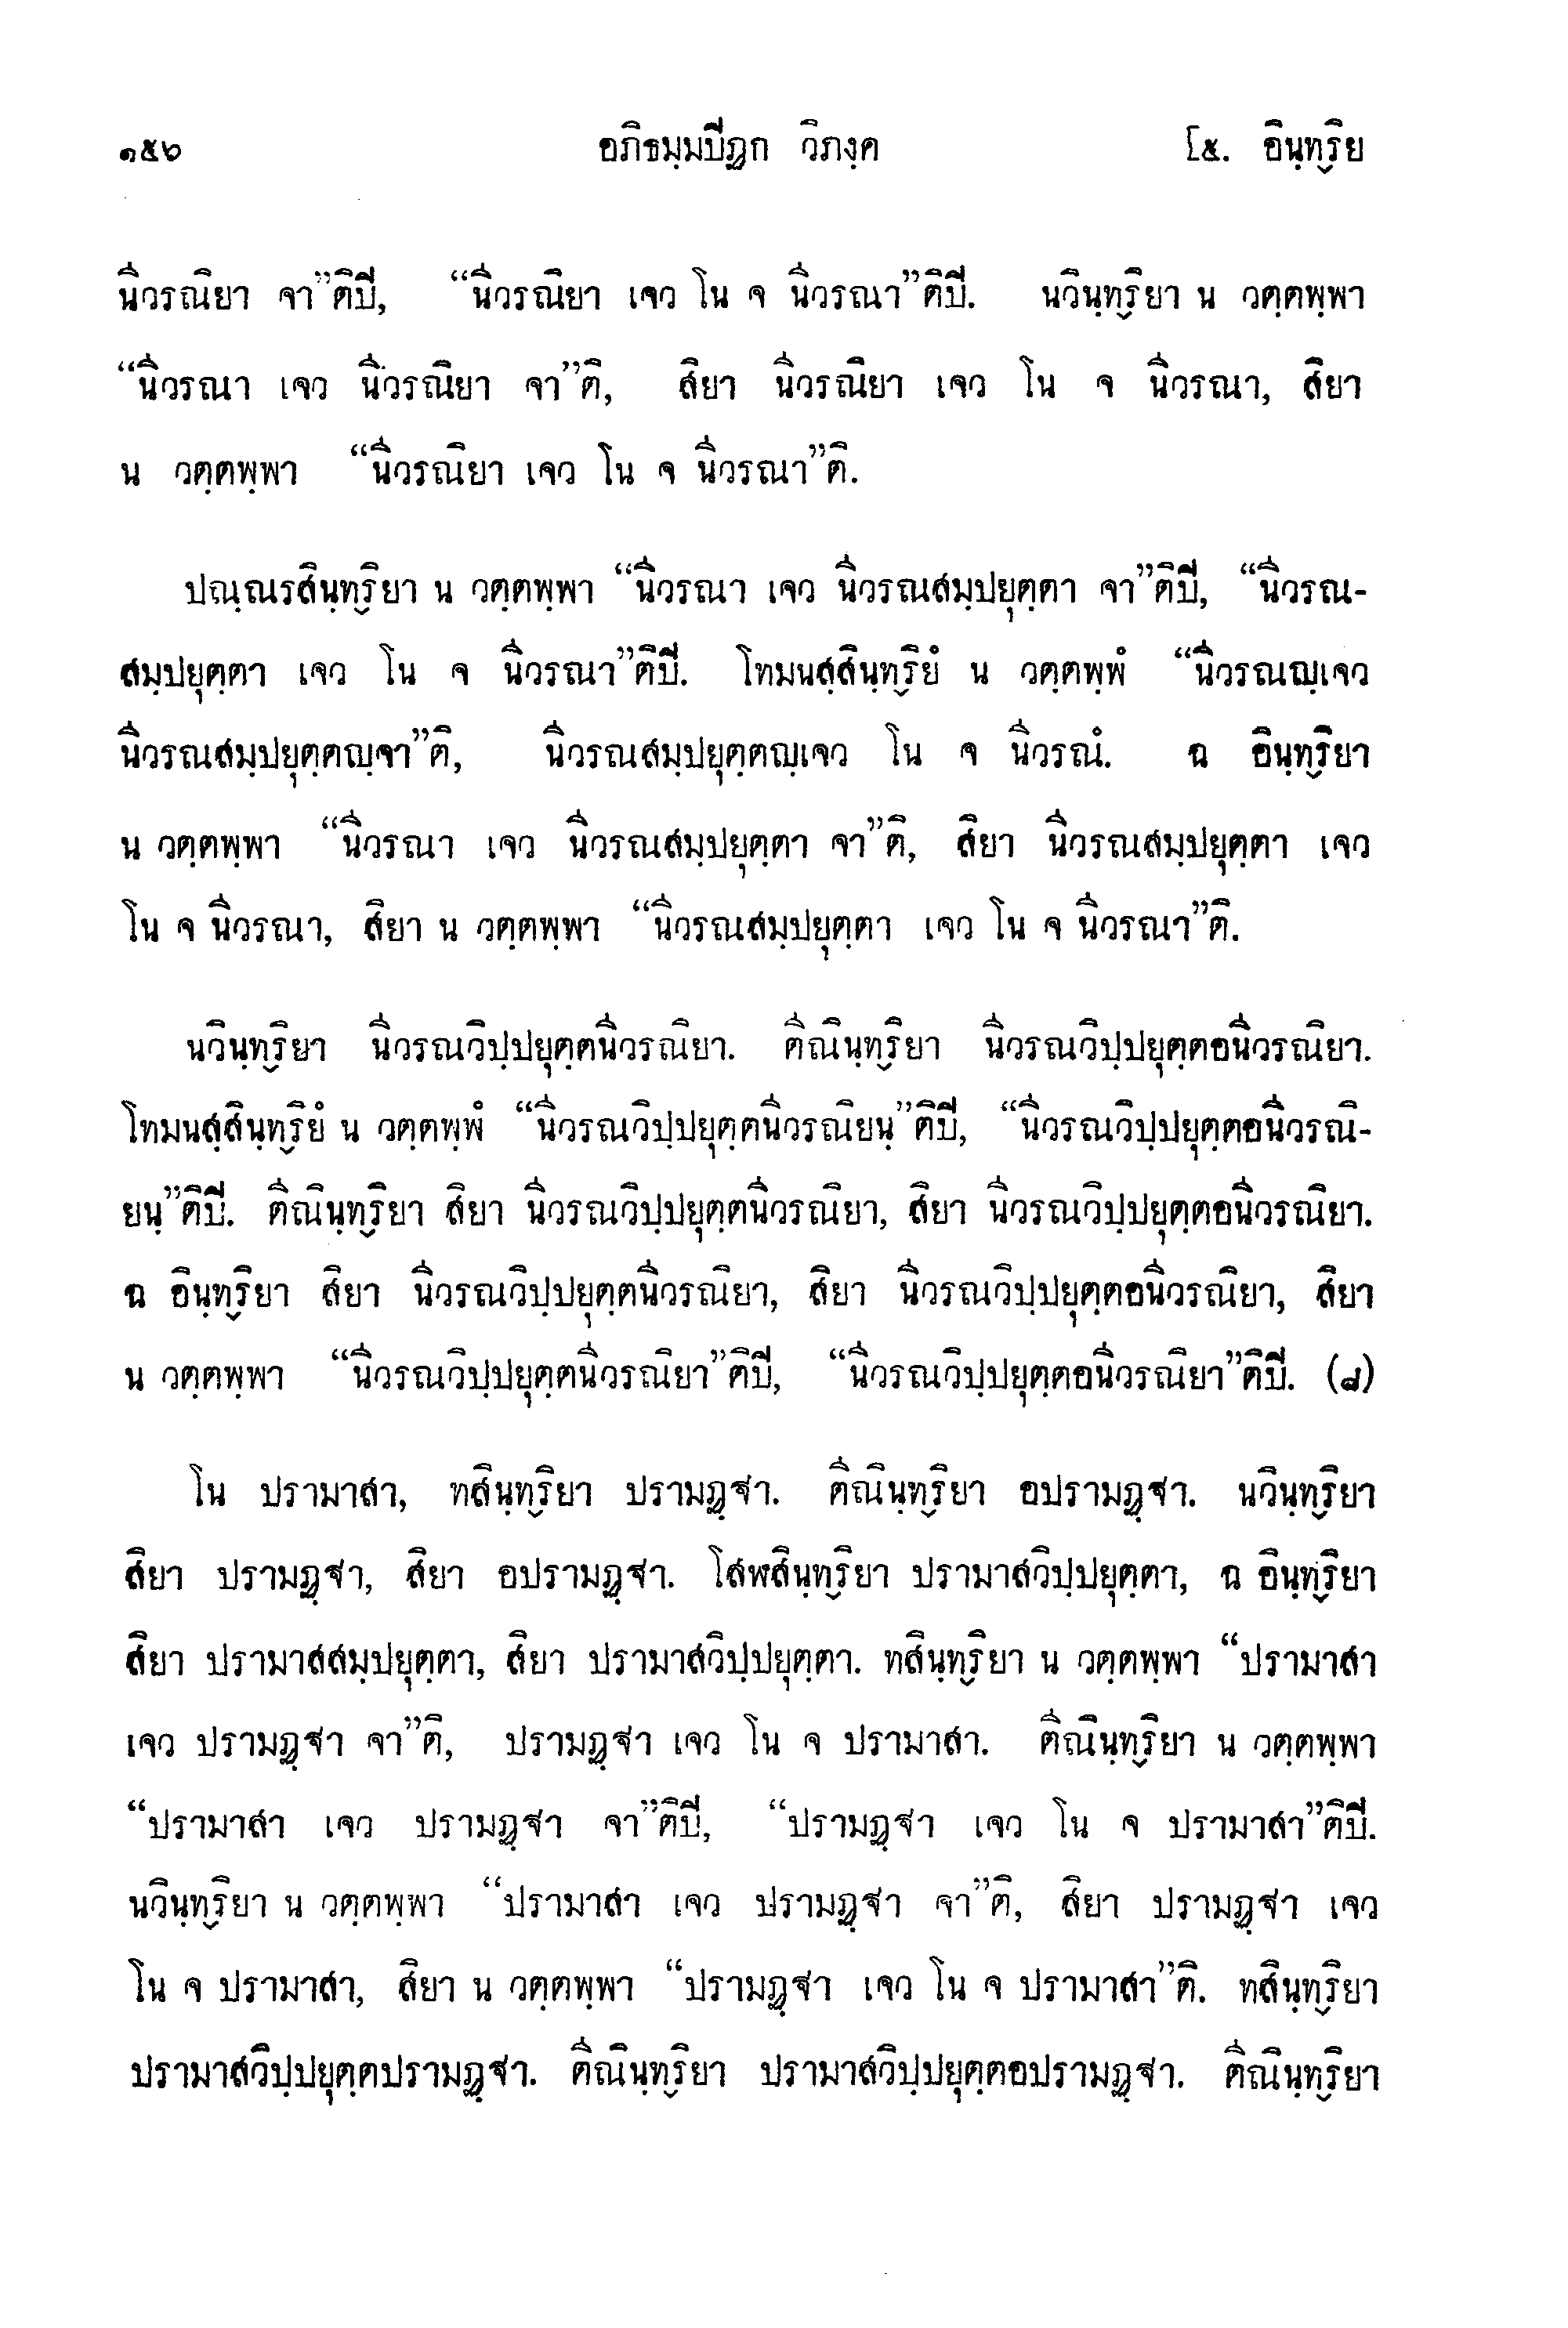 ๑๕๖ อภิธมฺมปีฏก วิภงฺค [๕. อินฺทฺริย
นีวรณิยา จา”ติปิ, “นีวรณิยา เจว โน จ นีวรณา”ติปิ. นวินฺทฺริยา น วตฺตพฺพา
“นีวรณา เจว นีวรณิยา จา”ติ, สิยา นีวรณิยา เจว โน จ นีวรณา, สิยา
น วตฺตพฺพา “นีวรณิยา เจว โน จ นีวรณา”ติ.
ปณฺณรสินฺทฺริยา น วตฺตพฺพา “นีวรณา เจว นีวรณสมฺปยุตฺตา จา”ติปิ, “นีวรณ-
สมฺปยุตฺตา เจว โน จ นีวรณา”ติปิ. โทมนสฺสินฺทฺริยํ น วตฺตพฺพํ “นีวรณญฺเจว
นีวรณสมฺปยุตฺตญฺจา”ติ, นีวรณสมฺปยุตฺตญฺเจว โน จ นีวรณํ. ฉ อินฺทฺริยา
น วตฺตพฺพา “นีวรณา เจว นีวรณสมฺปยุตฺตา จา”ติ, สิยา นีวรณสมฺปยุตฺตา เจว
โน จ นีวรณา, สิยา น วตฺตพฺพา “นีวรณสมฺปยุตฺตา เจว โน จ นีวรณา”ติ.
นวินฺทฺริยา นีวรณวิปฺปยุตฺตนีวรณิยา. ตีณินฺทฺริยา นีวรณวิปฺปยุตฺตอนีวรณิยา.
โทมนสฺสินฺทฺริยํ น วตฺตพฺพํ “นีวรณวิปฺปยุตฺตนีวรณิยนฺ”ติปิ, “นีวรณวิปฺปยุตฺตอนีวรณิ-
ยนฺ”ติปิ. ตีณินฺทฺริยา สิยา นีวรณวิปฺปยุตฺตนีวรณิยา, สิยา นีวรณวิปฺปยุตฺตอนีวรณิยา.
ฉ อินฺทฺริยา สิยา นีวรณวิปฺปยุตฺตนีวรณิยา, สิยา นีวรณวิปฺปยุตฺตอนีวรณิยา, สิยา
น วตฺตพฺพา “นีวรณวิปฺปยุตฺตนีวรณิยา”ติปิ, “นีวรณวิปฺปยุตฺตอนีวรณิยา”ติปิ. (๘)
โน ปรามาสา, ทสินฺทฺริยา ปรามฏฺฐา. ตีณินฺทฺริยา อปรามฏฺฐา. นวินฺทฺริยา
สิยา ปรามฏฺฐา, สิยา อปรามฏฺฐา. โสฬสินฺทฺริยา ปรามาสวิปฺปยุตฺตา, ฉ อินฺทฺริยา
สิยา ปรามาสสมฺปยุตฺตา, สิยา ปรามาสวิปฺปยุตฺตา. ทสินฺทฺริยา น วตฺตพฺพา “ปรามาสา
เจว ปรามฏฺฐา จา”ติ, ปรามฏฺฐา เจว โน จ ปรามาสา. ตีณินฺทฺริยา น วตฺตพฺพา
“ปรามาสา เจว ปรามฏฺฐา จา”ติปิ, “ปรามฏฺฐา เจว โน จ ปรามาสา”ติปิ.
นวินฺทฺริยา น วตฺตพฺพา “ปรามาสา เจว ปรามฏฺฐา จา”ติ, สิยา ปรามฏฺฐา เจว
โน จ ปรามาสา, สิยา น วตฺตพฺพา “ปรามฏฺฐา เจว โน จ ปรามาสา”ติ. ทสินฺทฺริยา
ปรามาสวิปฺปยุตฺตปรามฏฺฐา. ตีณินฺทฺริยา ปรามาสวิปฺปยุตฺตอปรามฏฺฐา. ตีณินฺทฺริยา